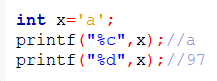 int x='a';
printf("%c",x);//a
printf("%d",x);//97